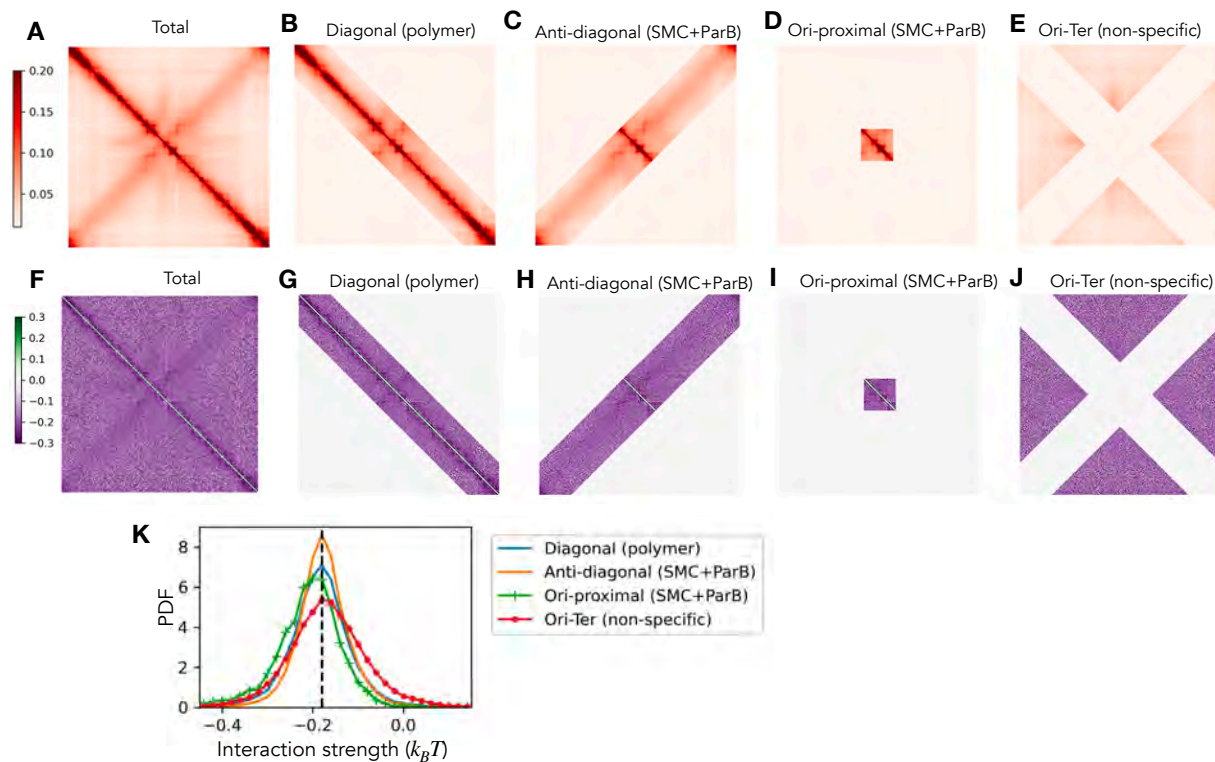 A
Total
B
Diagonal (polymer)
C
Anti-diagonal (SMC+ParB)
D
Ori-proximal (SMC+ParB)
E
Ori-Ter (non-specific)
0.20
0.15
0.10
0.05
F
Total
G
Diagonal (polymer)
H
Anti-diagonal (SMC+ParB)
I
Ori-proximal (SMC+ParB)
J
Ori-Ter (non-specific)
0.3
0.2
0.1
0.0
−0.1
−0.2
−0.3
K
8
6
4
2
0
PDF
−0.4
−0.2
0.0
Interaction strength (k_BT)
Diagonal (polymer)
Anti-diagonal (SMC+ParB)
Ori-proximal (SMC+ParB)
Ori-Ter (non-specific)